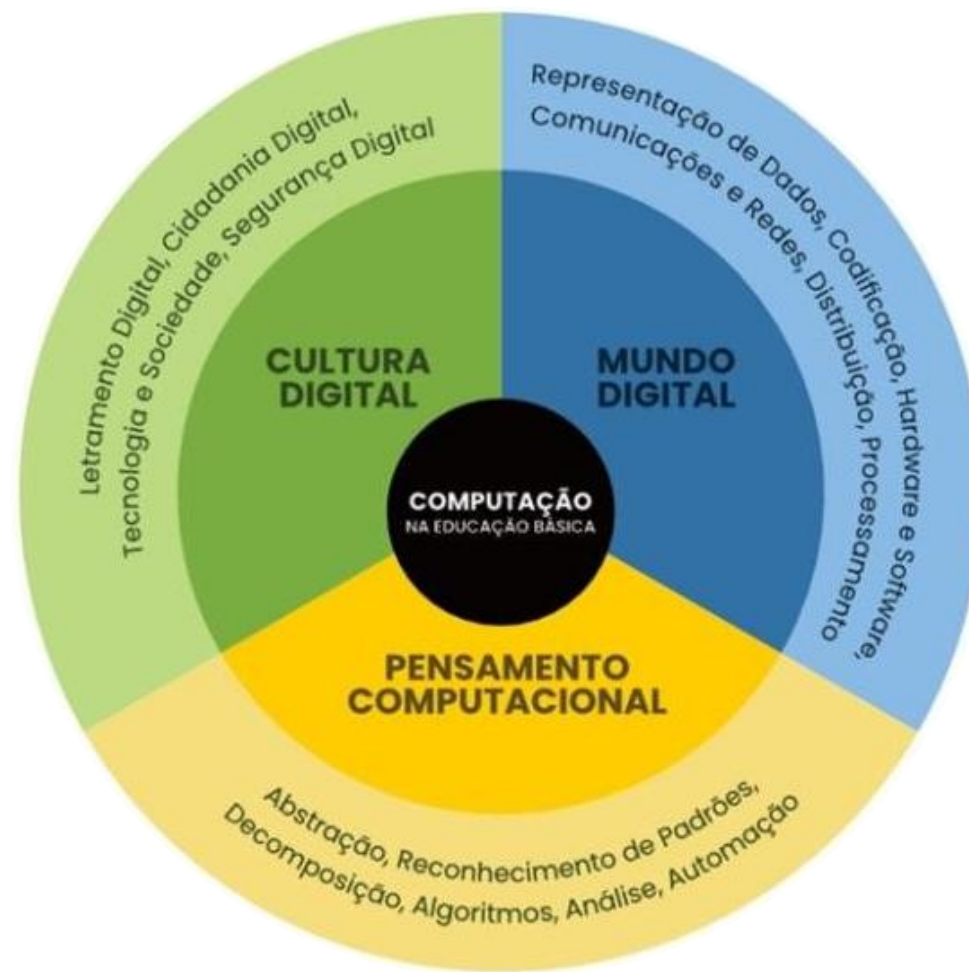 Letramento Digital, Cidadania Digital,
Tecnologia e Sociedade, Segurança Digital
CULTURA
DIGITAL
Representação de Dados, Codificação, Hardware e Software,
Comunicações e Redes, Distribuição, Processamento
MUNDO
DIGITAL
COMPUTAÇÃO
NA EDUCAÇÃO BÁSICA
PENSAMENTO
COMPUTACIONAL
Abstração, Reconhecimento de Padrões,
Decomposição, Algoritmos, Análise, Automação